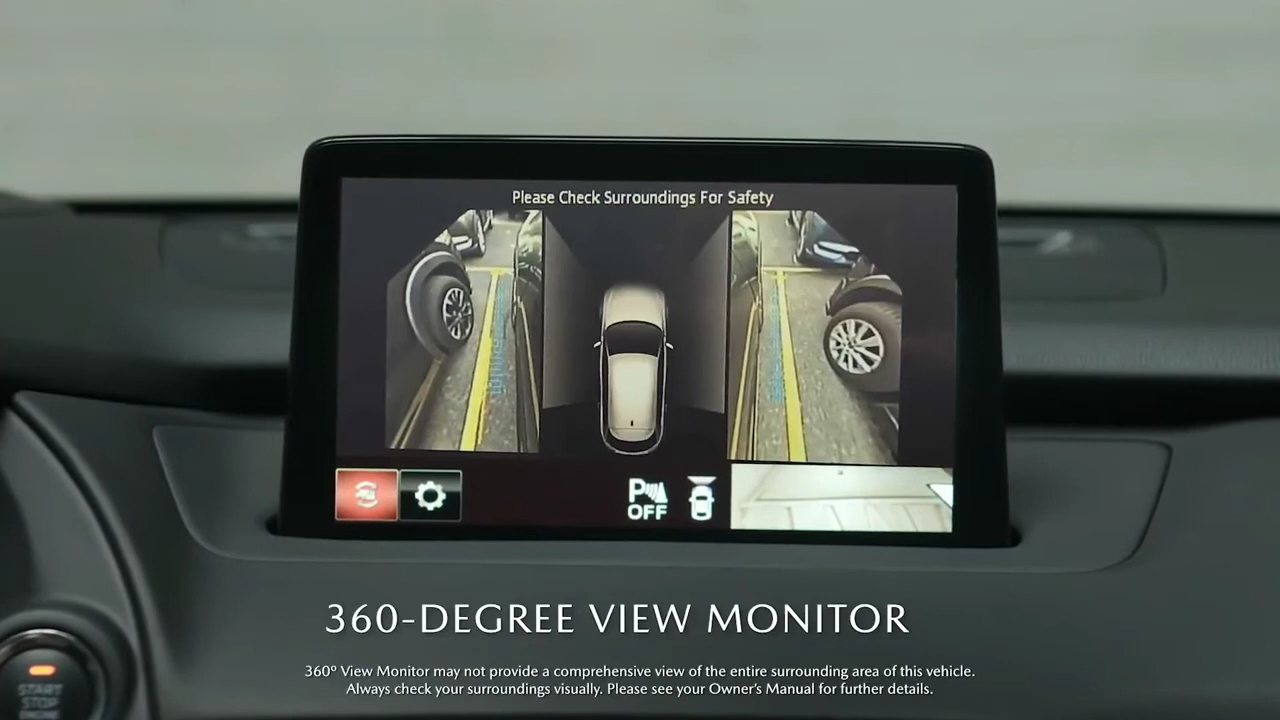 Please Check Surroundings For Safety
P
OFF
360-DEGREE VIEW MONITOR
360º View Monitor may not provide a comprehensive view of the entire surrounding area of this vehicle.
Always check your surroundings visually. Please see your Owner's Manual for further details.
START
STOP
ENGINE